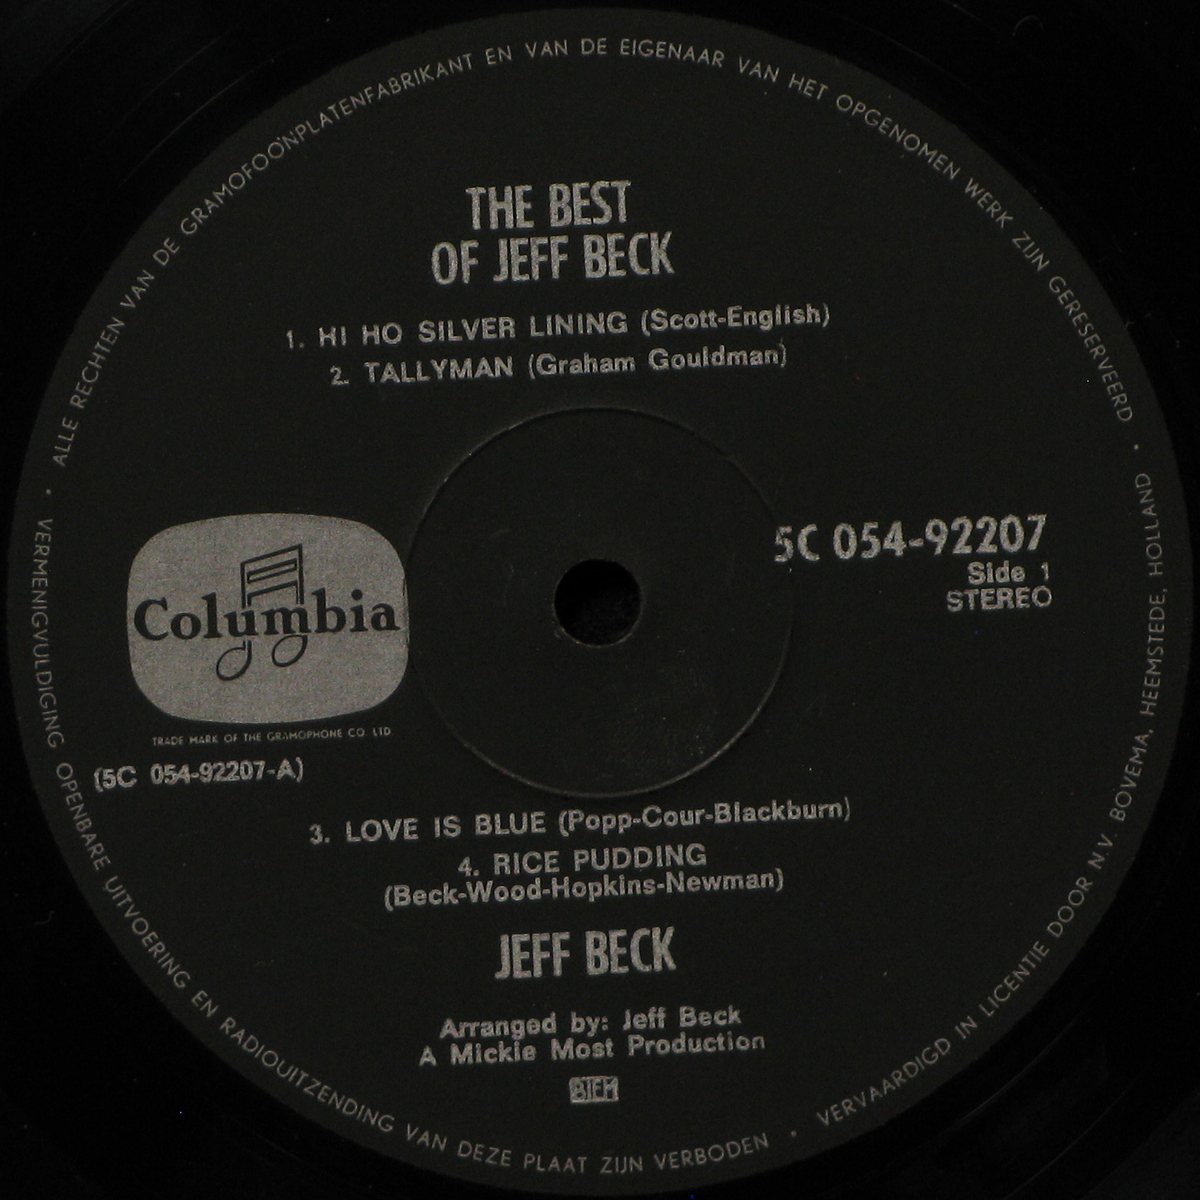 ALLE RECHTEN VAN DE GRAMOFOONPLATENFABRIKANT EN VAN DE EIGENAAR VAN HET OPGENOMEN WERK ZIJN GERESERVEERD •
THE BEST
OF JEFF BECK
1. HI HO SILVER LINING (Scott-English)
2. TALLYMAN (Graham Gouldman)
5C 054-92207
Side 1
STEREO
Columbia
TRADE MARK OF THE GRAMOPHONE CO. LTD.
(5C 054-92207-A)
3. LOVE IS BLUE (Popp-Cour-Blackburn)
4. RICE PUDDING
(Beck-Wood-Hopkins-Newman)
JEFF BECK
Arranged by: Jeff Beck
A Mickie Most Production
BIEM
• VERMENIGVULDIGING OPENBARE UITVOERING EN RADIOUITZENDING VAN DEZE PLAAT ZIJN VERBODEN •
VERVAARDIGD IN LICENTIE DOOR N.V. BOVEMA, HEEMSTEDE, HOLLAND